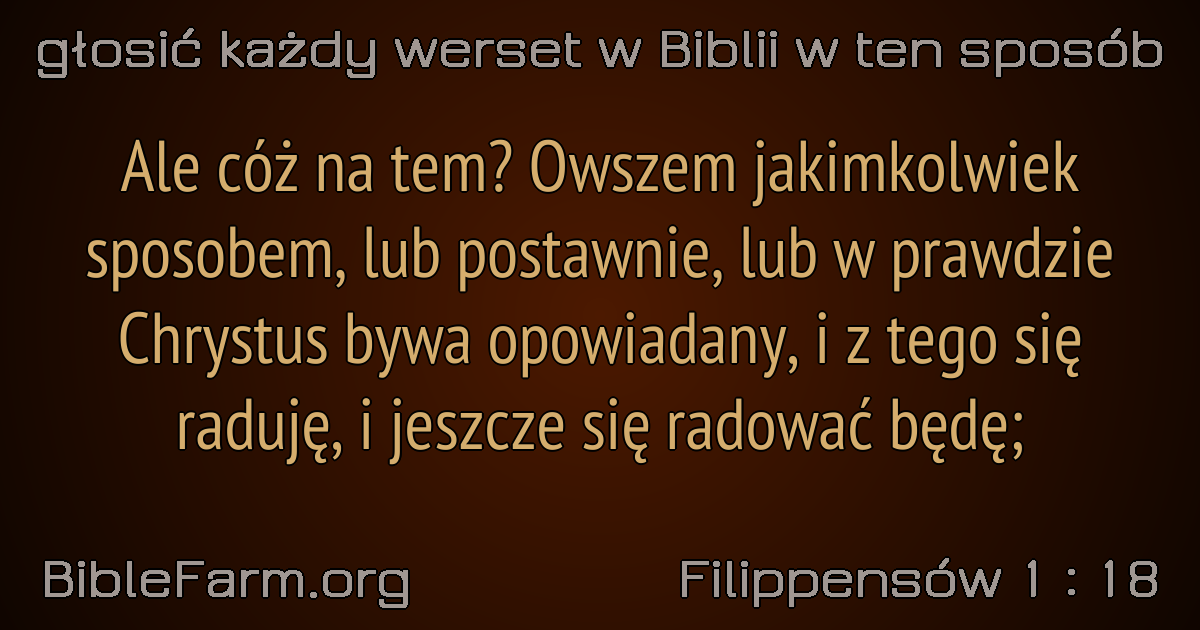 głosić każdy werset w Biblii w ten sposób
Ale cóż na tem? Owszem jakimkolwiek
sposobem, lub postawnie, lub w prawdzie
Chrystus bywa opowiadany, i z tego się
raduję, i jeszcze się radować będę;
BibleFarm.org
Filippensów 1 : 18